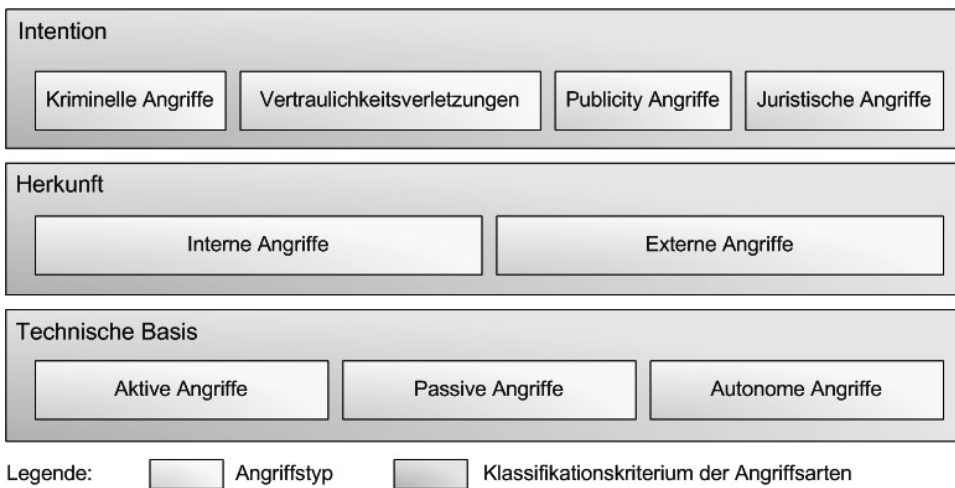 Intention
Kriminelle Angriffe Vertraulichkeitsverletzungen Publicity Angriffe Juristische Angriffe
Herkunft
Interne Angriffe Externe Angriffe
Technische Basis
Aktive Angriffe Passive Angriffe Autonome Angriffe
Legende: Angriffstyp Klassifikationskriterium der Angriffsarten